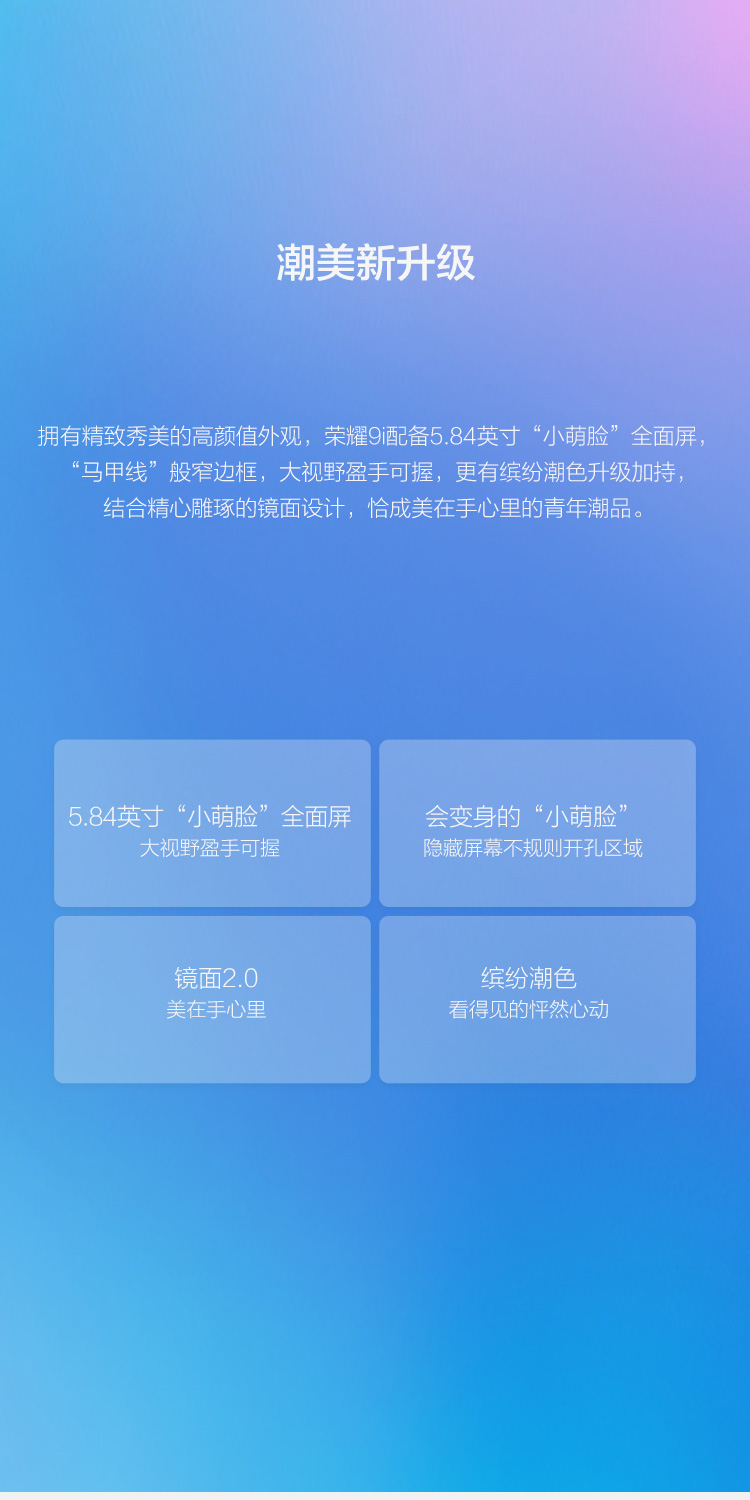 潮美新升级
拥有精致秀美的高颜值外观，荣耀9i配备5.84英寸“小萌脸”全面屏，
“马甲线”般窄边框，大视野盈手可握，更有缤纷潮色升级加持，
结合精心雕琢的镜面设计，恰成美在手心里的青年潮品。
5.84英寸“小萌脸”全面屏
大视野盈手可握
会变身的“小萌脸”
隐藏屏幕不规则开孔区域
镜面2.0
美在手心里
缤纷潮色
看得见的怦然心动